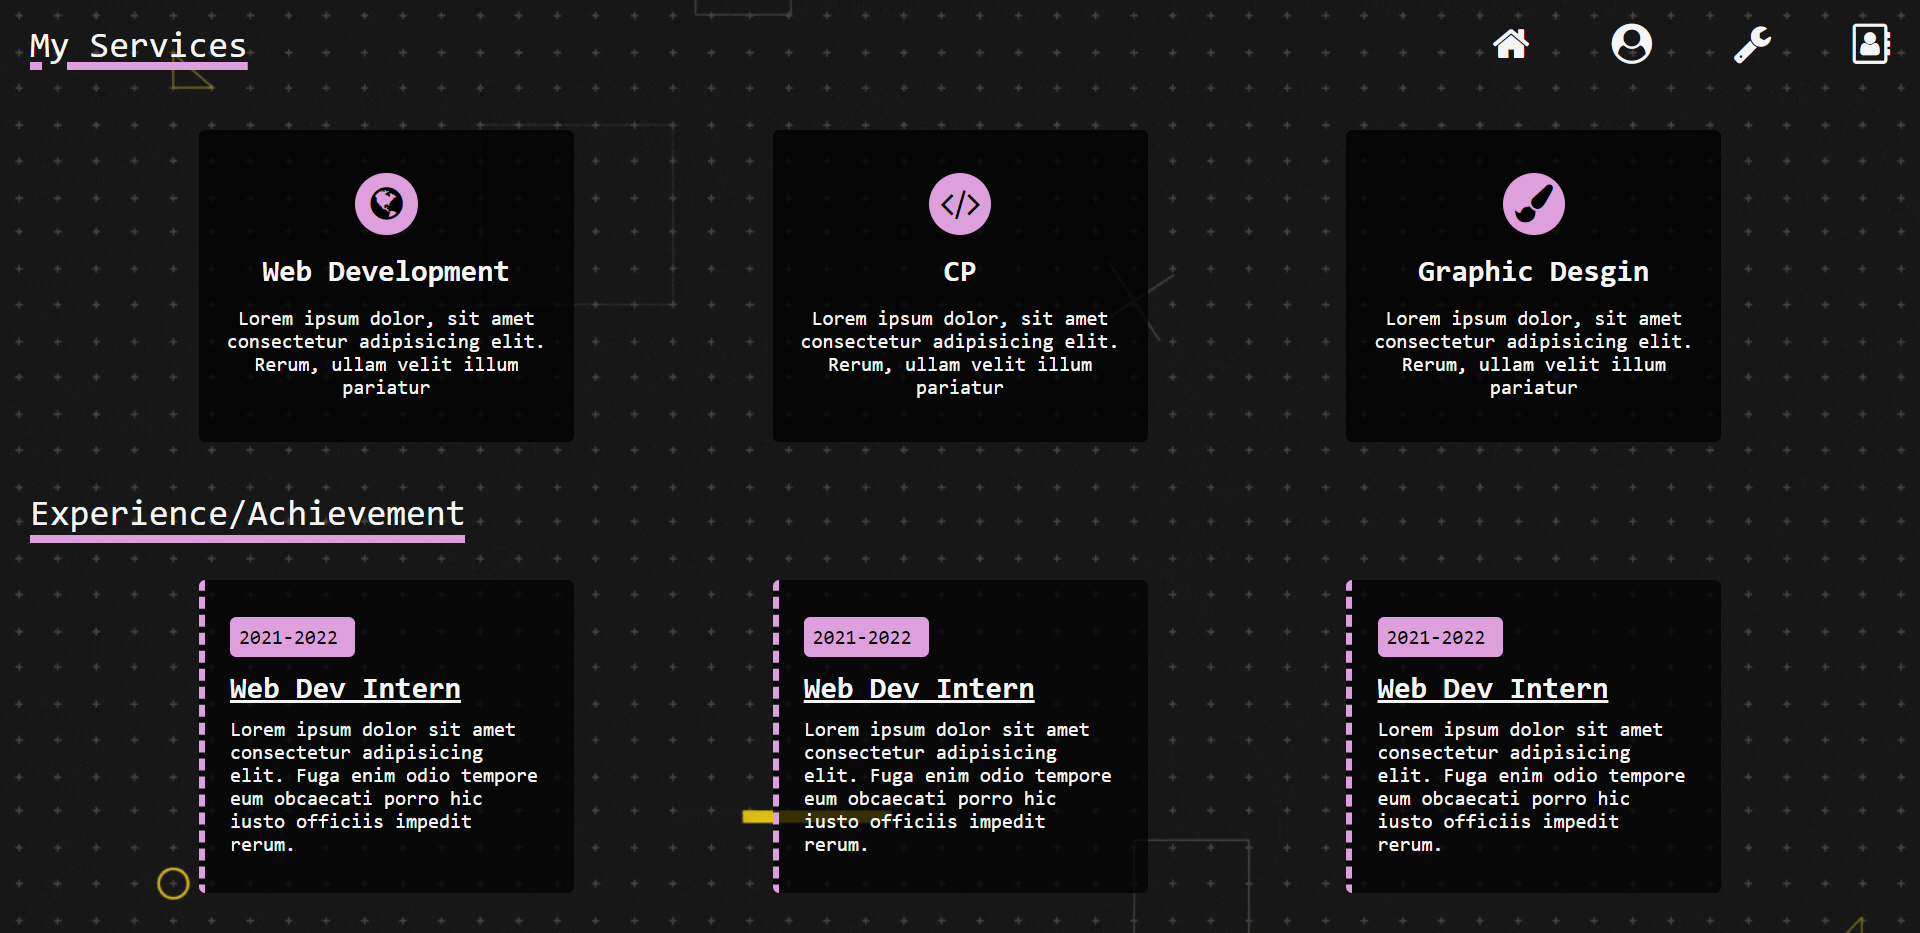 My Services
Web Development
Lorem ipsum dolor, sit amet
consectetur adipisicing elit.
Rerum, ullam velit illum
pariatur
</>
CP
Lorem ipsum dolor, sit amet
consectetur adipisicing elit.
Rerum, ullam velit illum
pariatur
Graphic Desgin
Lorem ipsum dolor, sit amet
consectetur adipisicing elit.
Rerum, ullam velit illum
pariatur
Experience/Achievement
2021-2022
Web Dev Intern
Lorem ipsum dolor sit amet
consectetur adipisicing
elit. Fuga enim odio tempore
eum obcaecati porro hic
iusto officiis impedit
rerum.
2021-2022
Web Dev Intern
Lorem ipsum dolor sit amet
consectetur adipisicing
elit. Fuga enim odio tempore
eum obcaecati porro hic
iusto officiis impedit
rerum.
2021-2022
Web Dev Intern
Lorem ipsum dolor sit amet
consectetur adipisicing
elit. Fuga enim odio tempore
eum obcaecati porro hic
iusto officiis impedit
rerum.